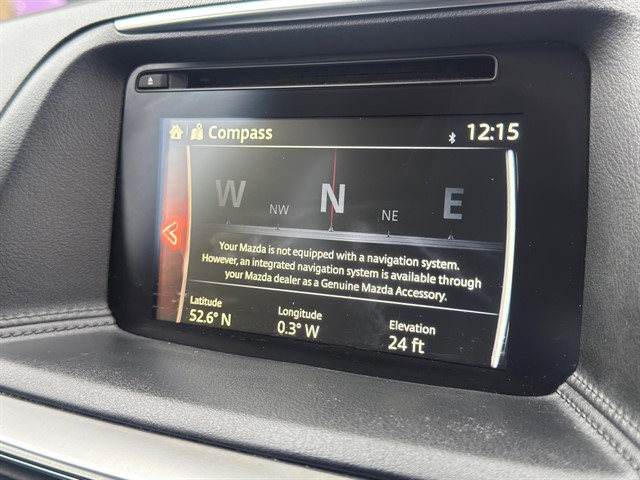 Compass
12:15
W NW N NE E
Your Mazda is not equipped with a navigation system.
However, an integrated navigation system is available through
your Mazda dealer as a Genuine Mazda Accessory.
Latitude Longitude Elevation
52.6° N 0.3° W 24 ft